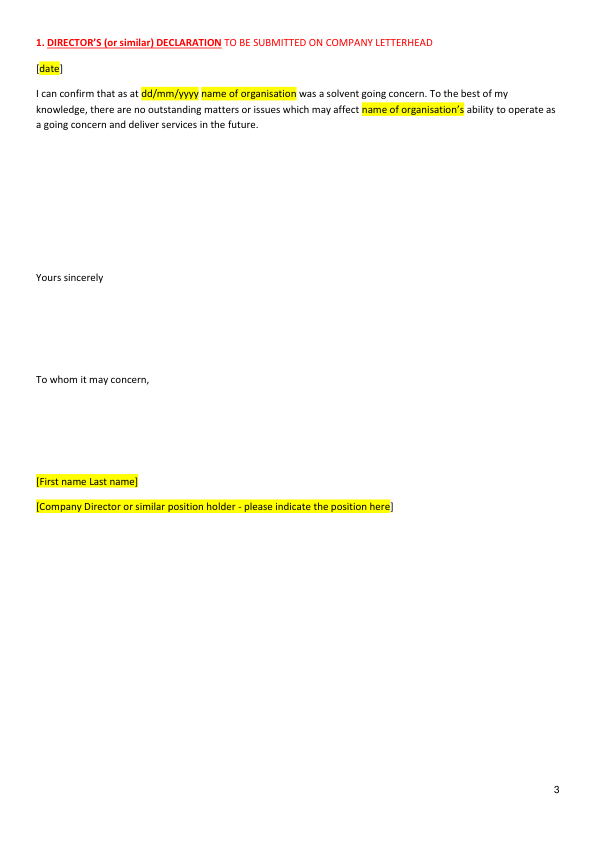 1. DIRECTOR’S (or similar) DECLARATION TO BE SUBMITTED ON COMPANY LETTERHEAD
[date]
I can confirm that as at dd/mm/yyyy name of organisation was a solvent going concern. To the best of my
knowledge, there are no outstanding matters or issues which may affect name of organisation’s ability to operate as
a going concern and deliver services in the future.
Yours sincerely
To whom it may concern,
[First name Last name]
[Company Director or similar position holder - please indicate the position here]
3